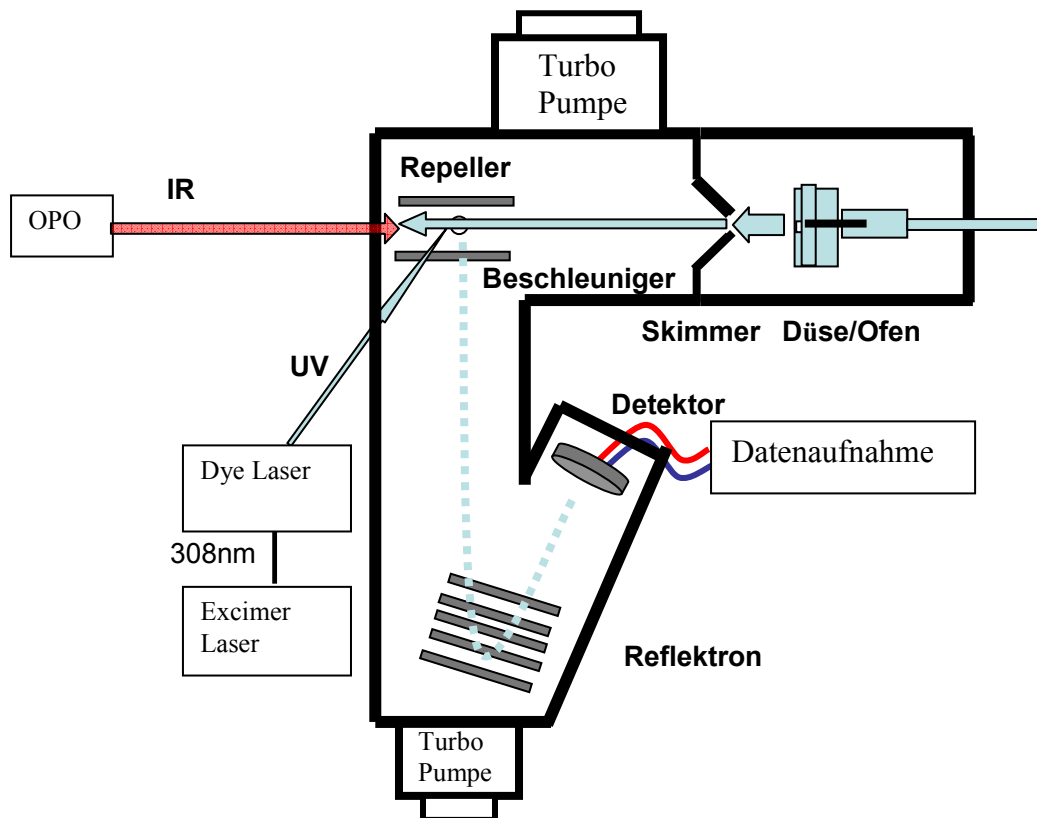 Turbo
Pumpe
Repeller
IR
OPO
Beschleuniger
Skimmer
Düse/Ofen
UV
Detektor
Datenaufnahme
Dye Laser
308nm
Excimer
Laser
Reflektron
Turbo
Pumpe